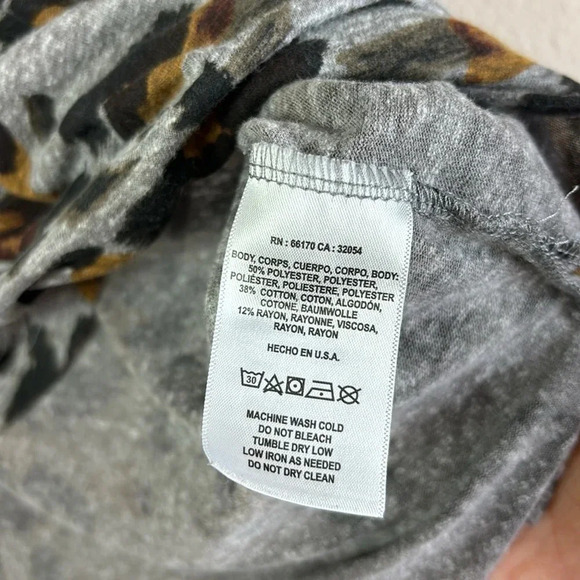 RN : 66170 CA : 32054
BODY, CORPS, CUERPO, CORPO, BODY:
50% POLYESTER, POLYESTER,
POLIÉSTER, POLIESTERE, POLYESTER
38% COTTON, COTON, ALGODÓN,
COTONE, BAUMWOLLE
12% RAYON, RAYONNE, VISCOSA,
RAYON, RAYON
HECHO EN U.S.A.
30
MACHINE WASH COLD
DO NOT BLEACH
TUMBLE DRY LOW
LOW IRON AS NEEDED
DO NOT DRY CLEAN